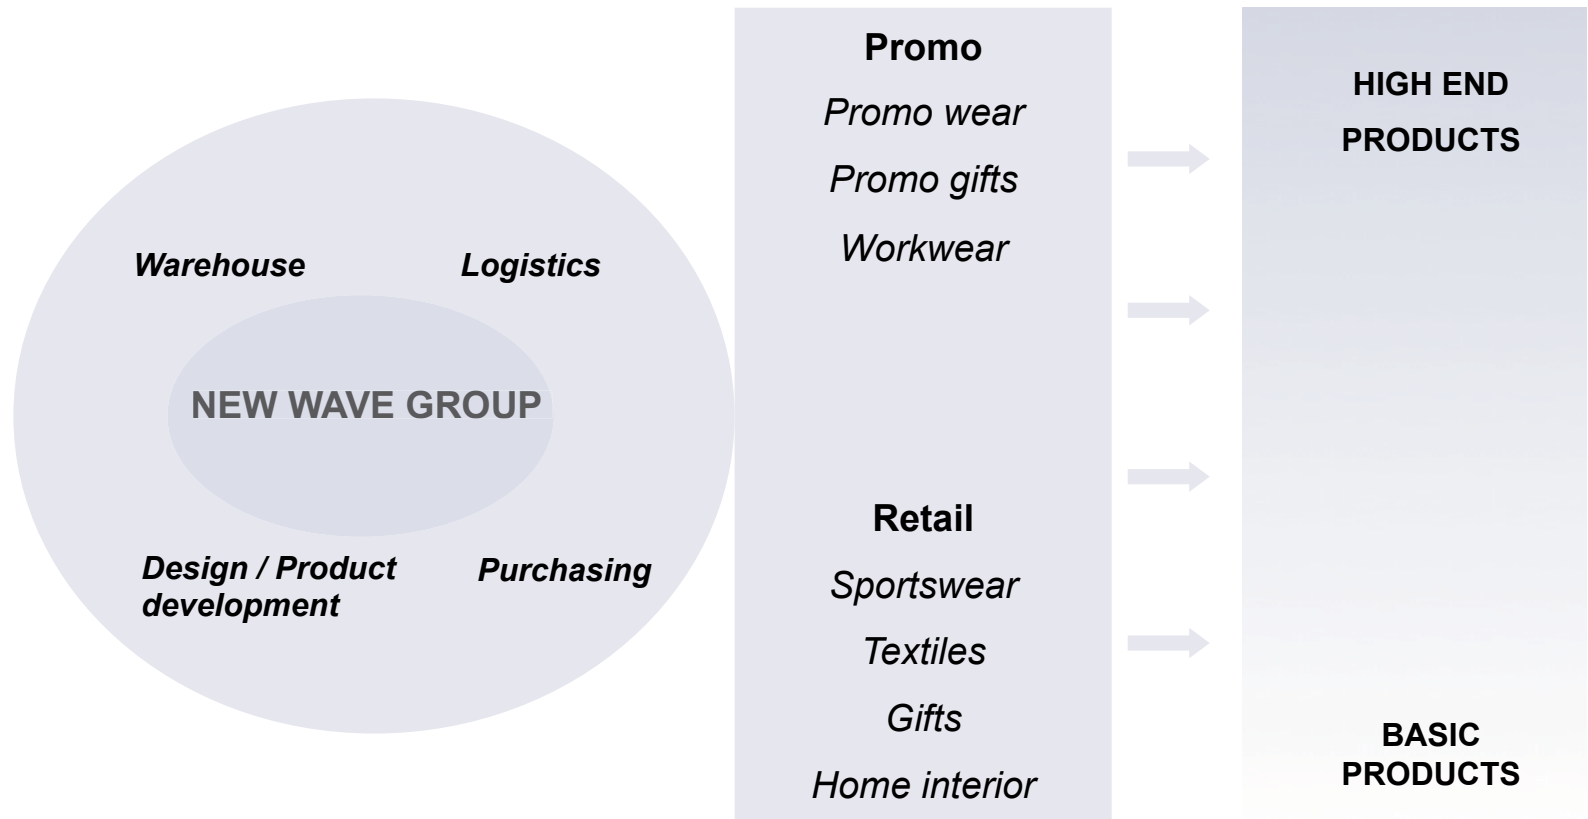 Warehouse
Logistics
NEW WAVE GROUP
Design / Product
development
Purchasing
Promo
Promo wear
Promo gifts
Workwear
Retail
Sportswear
Textiles
Gifts
Home interior
HIGH END
PRODUCTS
BASIC
PRODUCTS